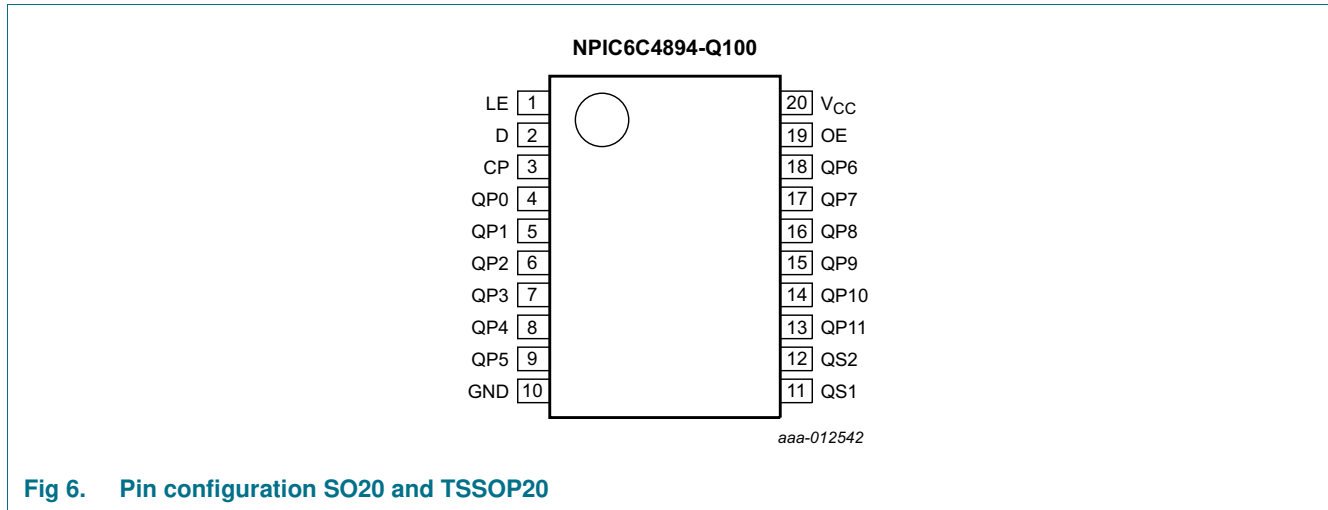 NPIC6C4894-Q100
LE 1 20 VCC
D 2 19 OE
CP 3 18 QP6
QP0 4 17 QP7
QP1 5 16 QP8
QP2 6 15 QP9
QP3 7 14 QP10
QP4 8 13 QP11
QP5 9 12 QS2
GND 10 11 QS1
aaa-012542
Fig 6. Pin configuration SO20 and TSSOP20